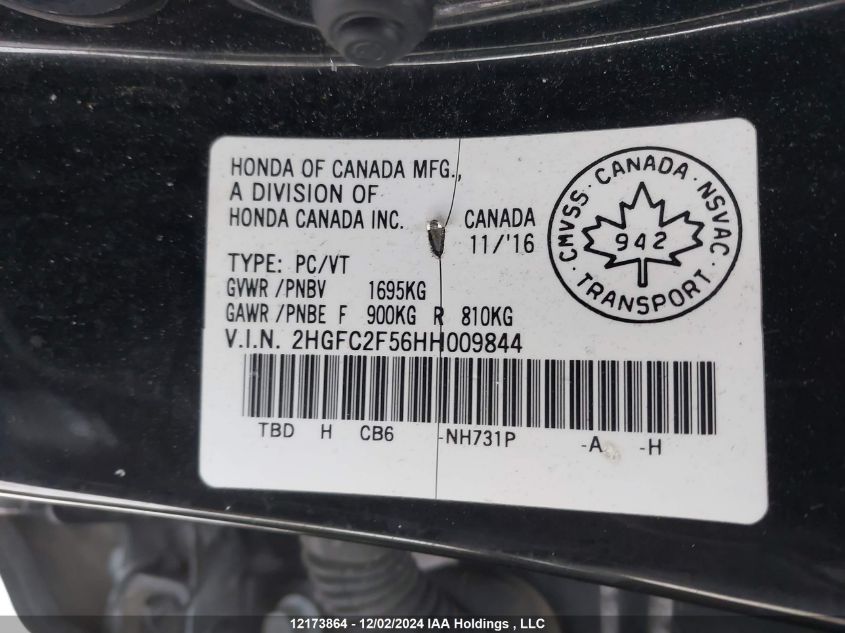 HONDA OF CANADA MFG.,
A DIVISION OF
HONDA CANADA INC. CANADA
11/'16
TYPE: PC/VT
GVWR /PNBV 1695KG
GAWR /PNBE F 900KG R 810KG
V.I.N. 2HGFC2F56HH009844
TBD H CB6 -NH731P -A -H
CMVSS · CANADA · NSVAC ·
942
TRANSPORT ·
12173864 - 12/02/2024 IAA Holdings , LLC